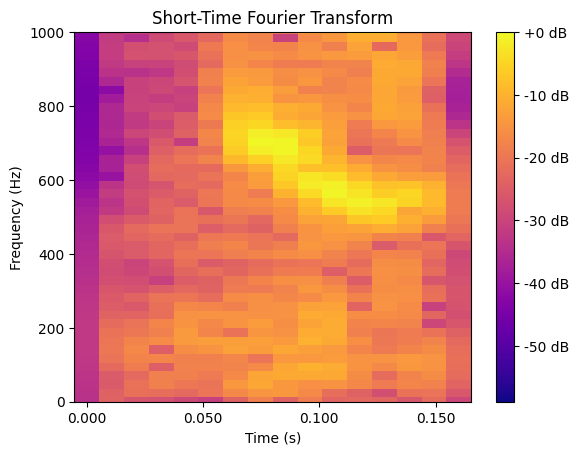 Short-Time Fourier Transform
1000
800
600
400
200
0
Frequency (Hz)
0.000
0.050
0.100
0.150
Time (s)
+0 dB
-10 dB
-20 dB
-30 dB
-40 dB
-50 dB